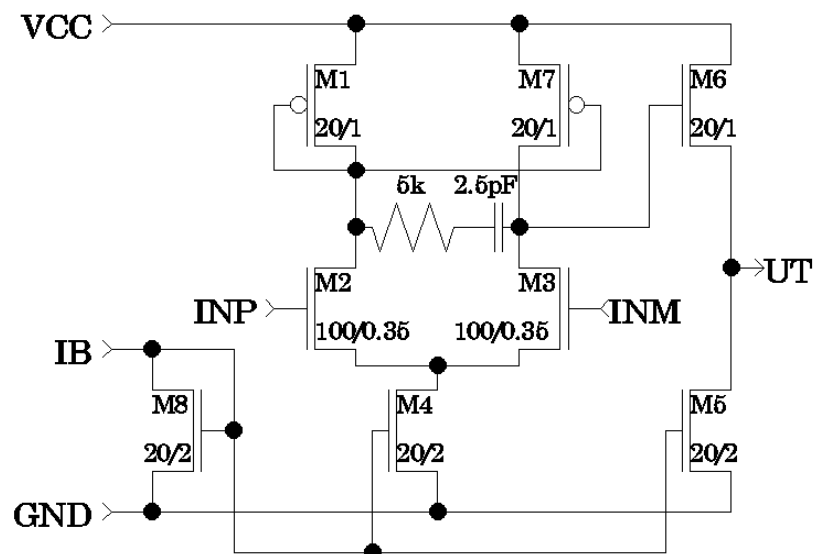 VCC
M1
M7
M6
20/1
20/1
20/1
5k
2.5pF
M2
M3
UT
INP
INM
100/0.35
100/0.35
IB
M8
M4
M5
20/2
20/2
20/2
GND